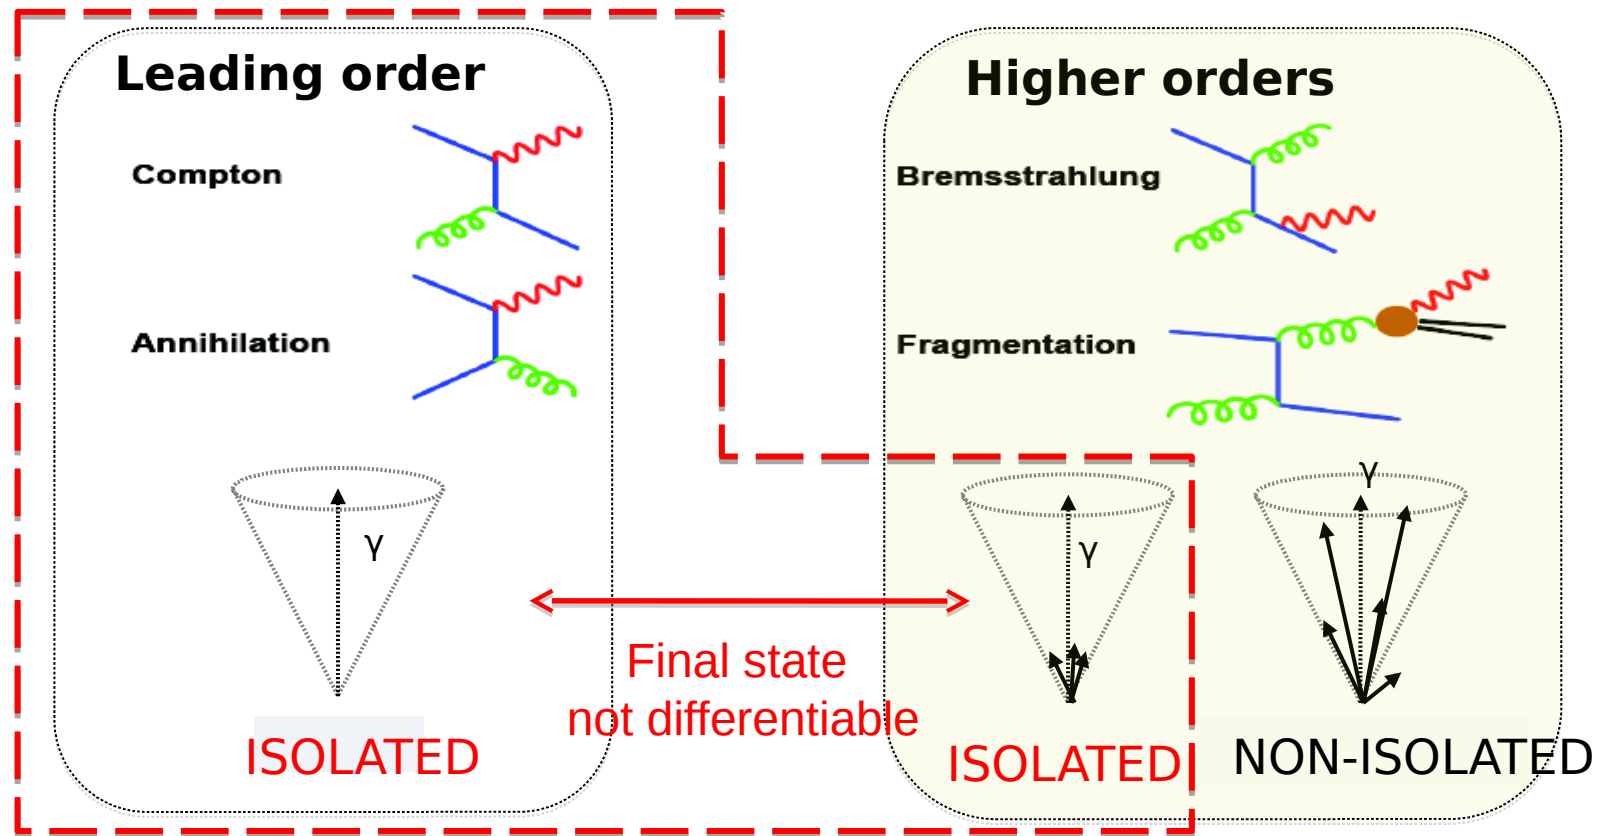 Leading order
Compton
Annihilation
γ
ISOLATED
Final state
not differentiable
Higher orders
Bremsstrahlung
Fragmentation
γ
γ
ISOLATED
NON-ISOLATED